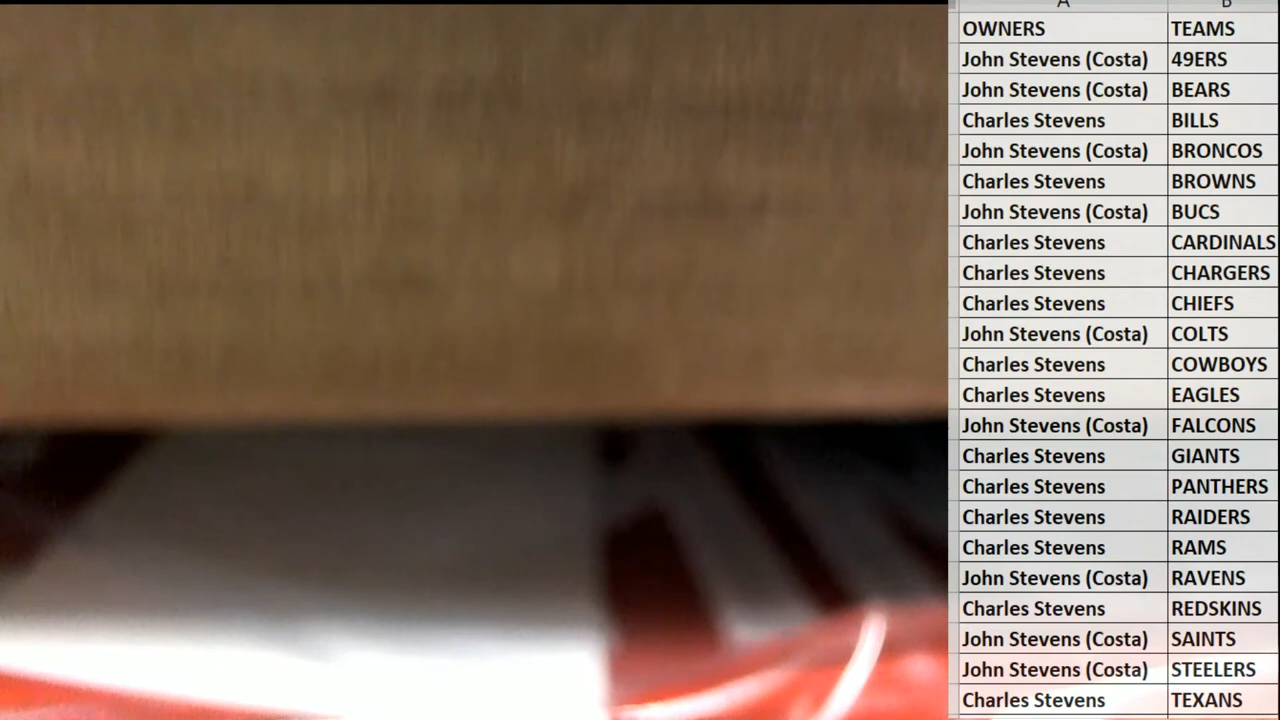 A B
OWNERS TEAMS
John Stevens (Costa) 49ERS
John Stevens (Costa) BEARS
Charles Stevens BILLS
John Stevens (Costa) BRONCOS
Charles Stevens BROWNS
John Stevens (Costa) BUCS
Charles Stevens CARDINALS
Charles Stevens CHARGERS
Charles Stevens CHIEFS
John Stevens (Costa) COLTS
Charles Stevens COWBOYS
Charles Stevens EAGLES
John Stevens (Costa) FALCONS
Charles Stevens GIANTS
Charles Stevens PANTHERS
Charles Stevens RAIDERS
Charles Stevens RAMS
John Stevens (Costa) RAVENS
Charles Stevens REDSKINS
John Stevens (Costa) SAINTS
John Stevens (Costa) STEELERS
Charles Stevens TEXANS